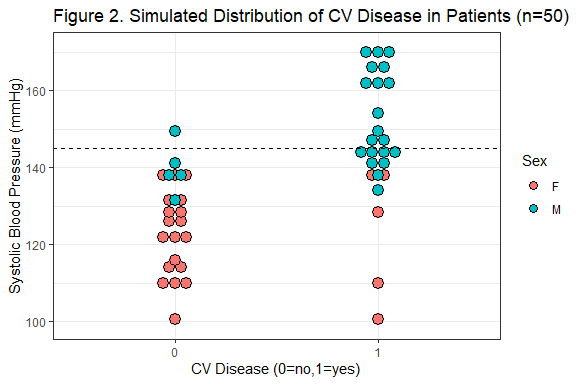 Figure 2. Simulated Distribution of CV Disease in Patients (n=50)
Systolic Blood Pressure (mmHg)
160
140
120
100
0
1
CV Disease (0=no,1=yes)
Sex
F
M